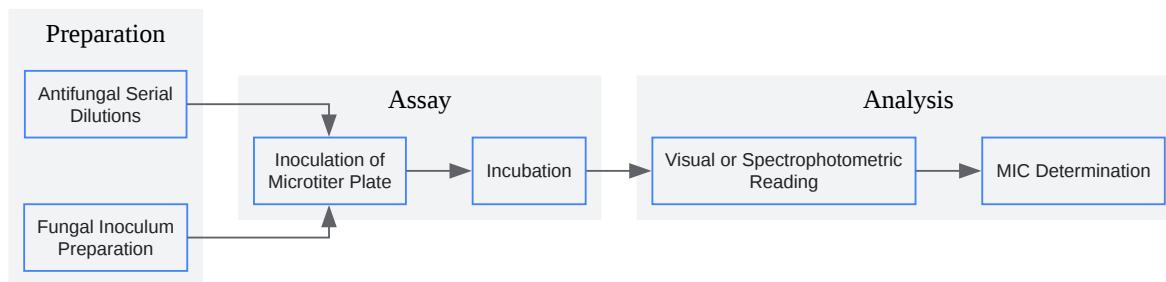 Preparation
Antifungal Serial
Dilutions
Fungal Inoculum
Preparation
Assay
Inoculation of
Microtiter Plate
Incubation
Analysis
Visual or Spectrophotometric
Reading
MIC Determination